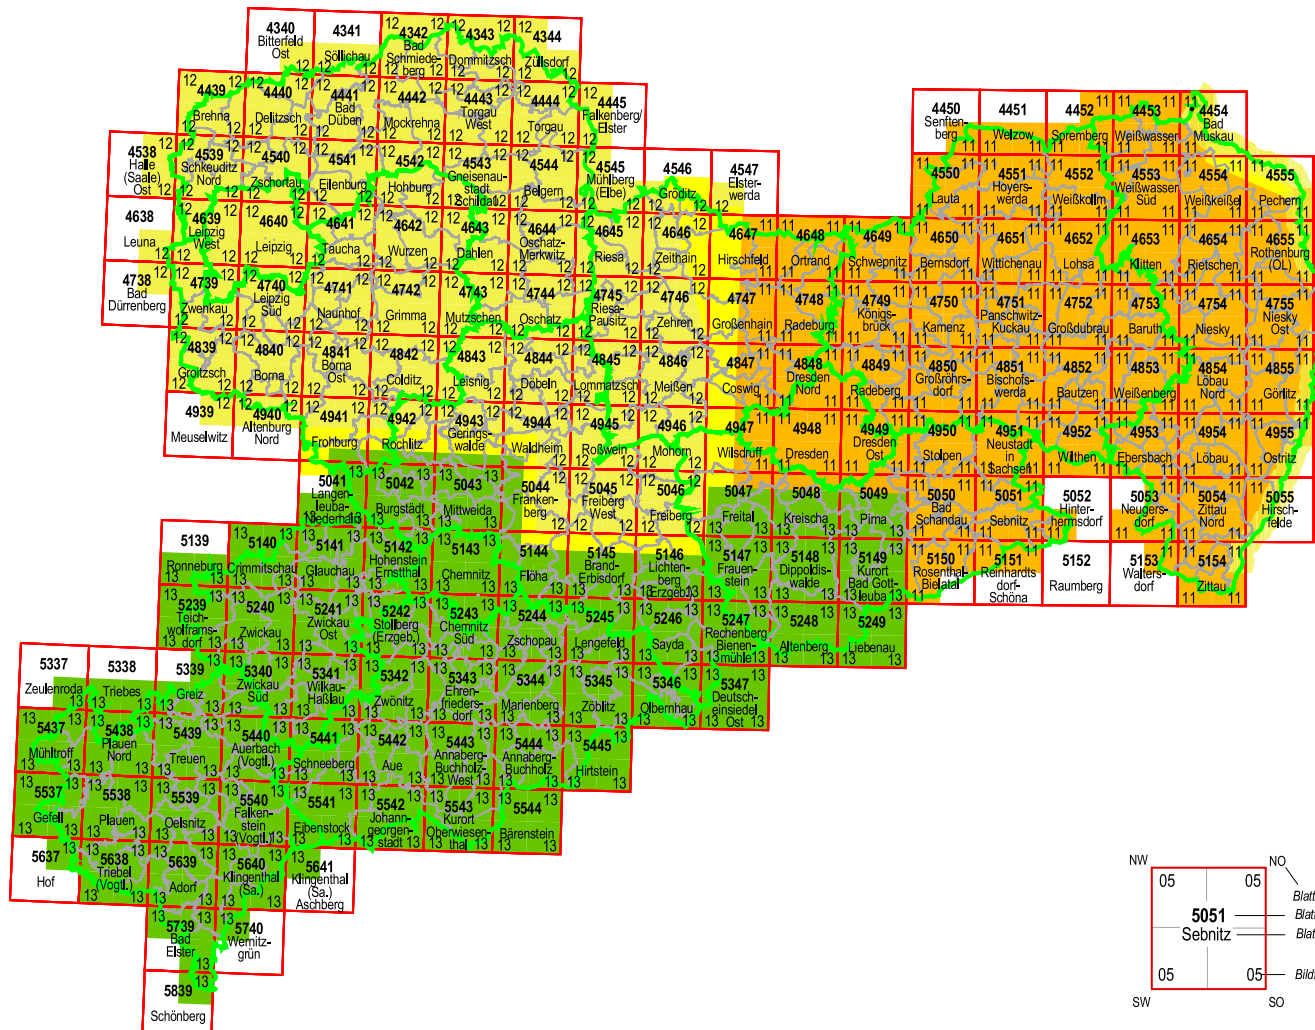 4340
Bitterfeld
Ost
4341
Söllichau
4342
Bad
Schmiede-
berg
4343
Dommitzsch
4344
Züllsdorf
4439
Brehna
4440
Delitzsch
4441
Bad
Düben
4442
Mockrehna
4443
Torgau
West
4444
Torgau
4445
Falkenberg/
Elster
4450
Senften-
berg
4451
Welzow
4452
Spremberg
4453
Weißwasser
4454
Bad
Muskau
4538
Halle
(Saale)
Ost
4539
Schkeuditz
Nord
4540
Zschortau
4541
Eilenburg
4542
Hohburg
4543
Gneisenau-
stadt
Schildau
4544
Belgern
4545
Mühlberg
(Elbe)
4546
Gröditz
4547
Elster-
werda
4550
Lauta
4551
Hoyers-
werda
4552
Weißkollm
4553
Weißwasser
Süd
4554
Weißkeißel
4555
Pechern
4638
Leuna
4639
Leipzig
West
4640
Leipzig
4641
Taucha
4642
Wurzen
4643
Dahlen
4644
Oschatz-
Merkwitz
4645
Riesa
4646
Zeithain
4647
Hirschfeld
4648
Ortrand
4649
Schwepnitz
4650
Bernsdorf
4651
Wittichenau
4652
Lohsa
4653
Klitten
4654
Rietschen
4655
Rothenburg
(OL)
4738
Bad
Dürrenberg
4739
Zwenkau
4740
Leipzig
Süd
4741
Naunhof
4742
Grimma
4743
Mutzschen
4744
Oschatz
4745
Riesa-
Pausitz
4746
Zehren
4747
Großenhain
4748
Radeburg
4749
Königs-
brück
4750
Kamenz
4751
Panschwitz-
Kuckau
4752
Großdubrau
4753
Baruth
4754
Niesky
4755
Niesky
Ost
4839
Groitzsch
4840
Borna
4841
Borna
Ost
4842
Colditz
4843
Leisnig
4844
Döbeln
4845
Lommatzsch
4846
Meißen
4847
Coswig
4848
Dresden
Nord
4849
Radeberg
4850
Großröhrs-
dorf
4851
Bischofs-
werda
4852
Bautzen
4853
Weißenberg
4854
Löbau
Nord
4855
Görlitz
4939
Meuselwitz
4940
Altenburg
Nord
4941
Frohburg
4942
Rochlitz
4943
Gerings-
walde
4944
Waldheim
4945
Roßwein
4946
Mohorn
4947
Wilsdruff
4948
Dresden
4949
Dresden
Ost
4950
Stolpen
4951
Neustadt
in
Sachsen
4952
Wilthen
4953
Ebersbach
4954
Löbau
4955
Ostritz
5041
Langen-
leuba-
Niederhain
5042
Burgstädt
5043
Mittweida
5044
Franken-
berg
5045
Freiberg
West
5046
Freiberg
5047
Freital
5048
Kreischa
5049
Pirna
5050
Bad
Schandau
5051
Sebnitz
5052
Hinter-
hermsdorf
5053
Neugers-
dorf
5054
Zittau
Nord
5055
Hirsch-
felde
5139
Ronneburg
5140
Crimmitschau
5141
Glauchau
5142
Hohenstein
Ernstthal
5143
Chemnitz
5144
Flöha
5145
Brand-
Erbisdorf
5146
Lichten-
berg
(Erzgeb.)
5147
Frauen-
stein
5148
Dippoldis-
walde
5149
Kurort
Bad Gott-
leuba
5150
Rosenthal-
Bielatal
5151
Reinhardts
dorf-
Schöna
5152
Raumberg
5153
Walters-
dorf
5154
Zittau
5239
Teich-
wolframs-
dorf
5240
Zwickau
5241
Zwickau
Ost
5242
Stollberg
(Erzgeb.)
5243
Chemnitz
Süd
5244
Zschopau
5245
Lengefeld
5246
Sayda
5247
Rechenberg
Bienen-
mühle
5248
Altenberg
5249
Liebenau
5337
Zeulenroda
5338
Triebes
5339
Greiz
5340
Zwickau
Süd
5341
Wilkau-
Haßlau
5342
Zwönitz
5343
Ehren-
frieders-
dorf
5344
Marienberg
5345
Zöblitz
5346
Olbernhau
5347
Deutsch-
einsiedel
Ost
5437
Mühltroff
5438
Plauen
Nord
5439
Treuen
5440
Auerbach
(Vogtl.)
5441
Schneeberg
5442
Aue
5443
Annaberg-
Buchholz-
West
5444
Annaberg-
Buchholz
5445
Hirtstein
5537
Gefell
5538
Plauen
5539
Oelsnitz
5540
Falken-
stein
(Vogtl.)
5541
Eibenstock
5542
Johann-
georgen-
stadt
5543
Kurort
Oberwiesen-
thal
5544
Bärenstein
5637
Hof
5638
Triebel
(Vogtl.)
5639
Adorf
5640
Klingenthal
(Sa.)
5641
Klingenthal
(Sa.)
Aschberg
5739
Bad
Elster
5740
Wernitz-
grün
5839
Schönberg
NW
NO
05 05
Blatt
5051
Blat
Sebnitz
Blat
05 05
Bildf
SW
SO